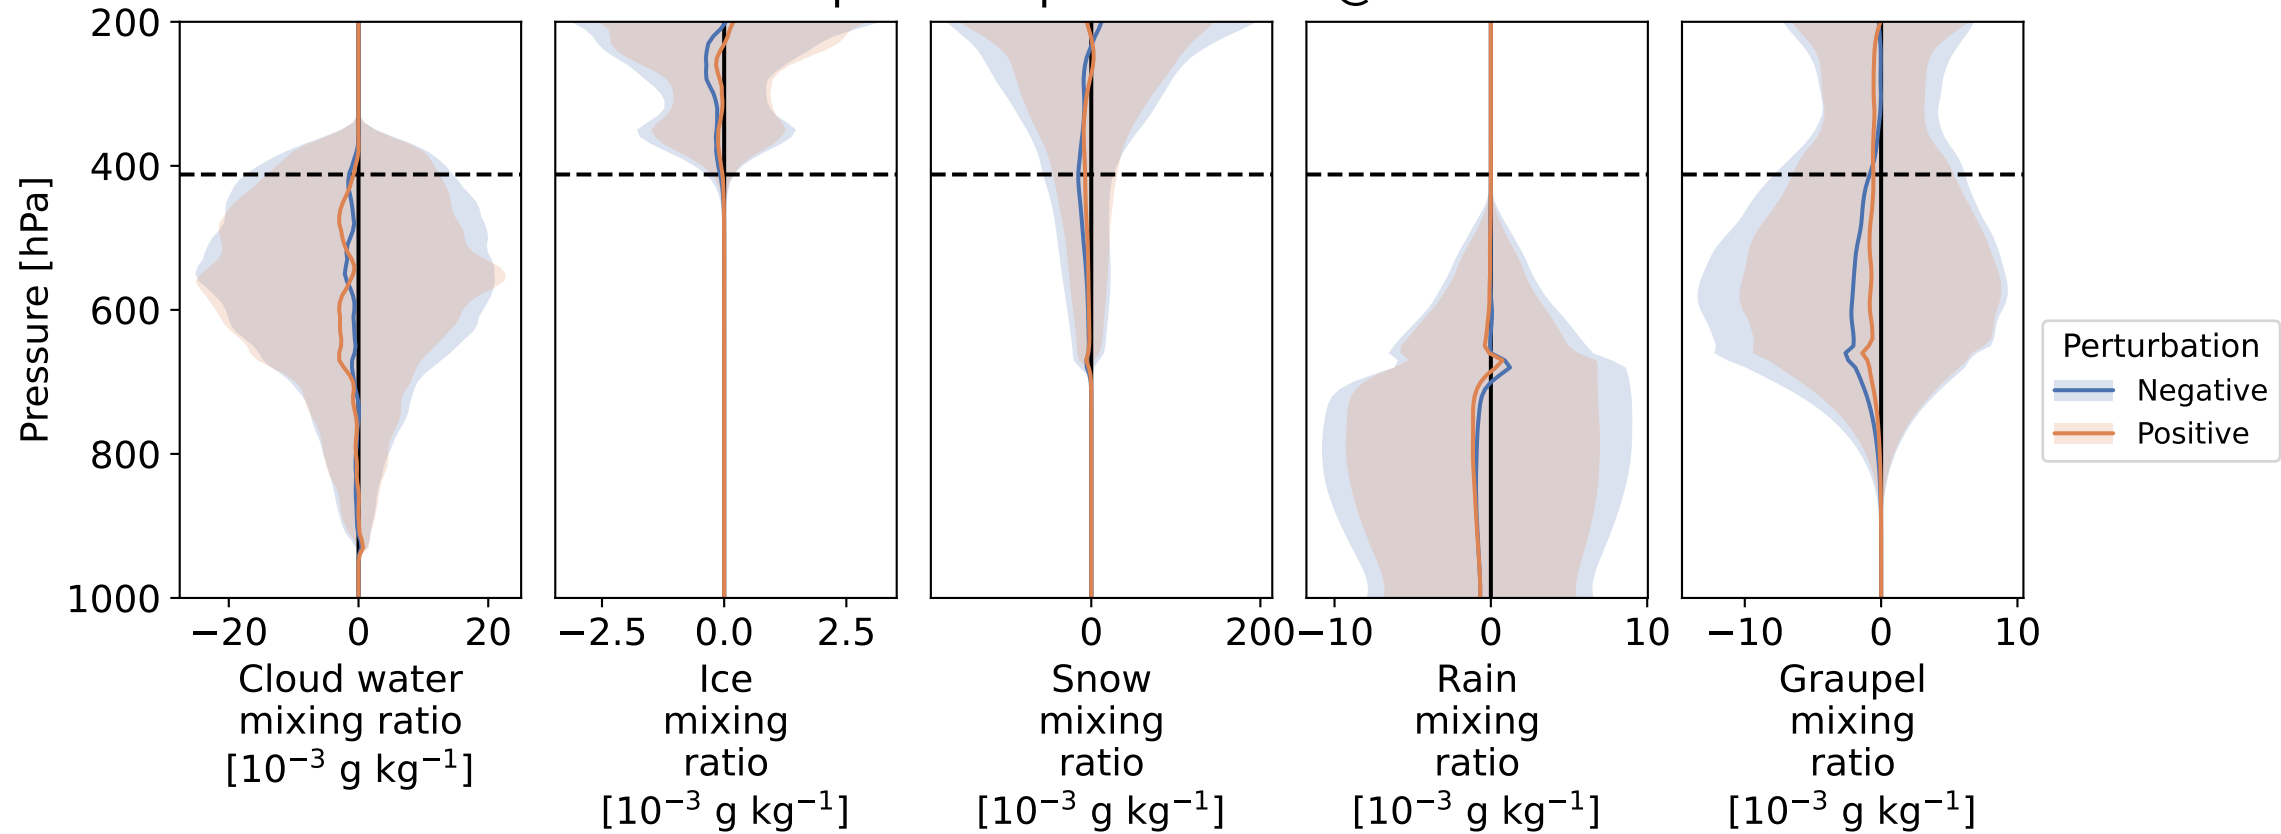 200
400
600
800
1000
Pressure [hPa]
−20 0 20
−2.5 0.0 2.5
0 200
−10 0 10
−10 0 10
Cloud water
mixing ratio
[10⁻³ g kg⁻¹]
Ice
mixing
ratio
[10⁻³ g kg⁻¹]
Snow
mixing
ratio
[10⁻³ g kg⁻¹]
Rain
mixing
ratio
[10⁻³ g kg⁻¹]
Graupel
mixing
ratio
[10⁻³ g kg⁻¹]
Perturbation
Negative
Positive